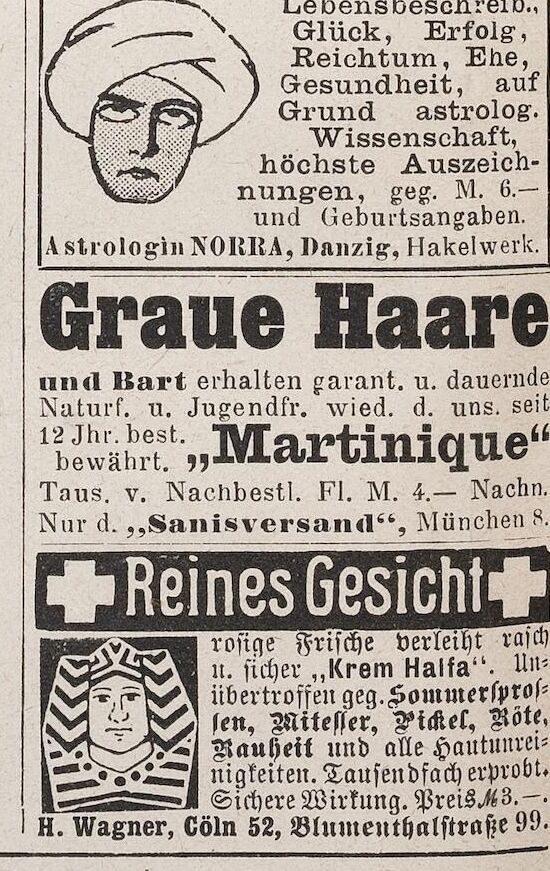 Lebensbeschreib.,
Glück, Erfolg,
Reichtum, Ehe,
Gesundheit, auf
Grund astrolog.
Wissenschaft,
höchste Auszeich-
nungen, geg. M. 6.—
und Geburtsangaben.
Astrologin NORRA, Danzig, Hakelwerk.
Graue Haare
und Bart erhalten garant. u. dauernde
Naturf. u. Jugendfr. wied. d. uns. seit
12 Jhr. best.
bewährt. „Martinique“
Taus. v. Nachbestl. Fl. M. 4.— Nachn.
Nur d. „Sanisversand“, München 8.
Reines Gesicht
roſige Friſche verleiht raſch
u. ſicher „Krem Halfa“. Un-
übertroffen geg. Sommerſproſ-
ſen, Miteſſer, Pickel, Röte,
Rauheit und alle Hautunrei-
nigkeiten. Tauſendfach erprobt.
Sichere Wirkung. Preis M 3.—.
H. Wagner, Cöln 52, Blumenthalſtraße 99.